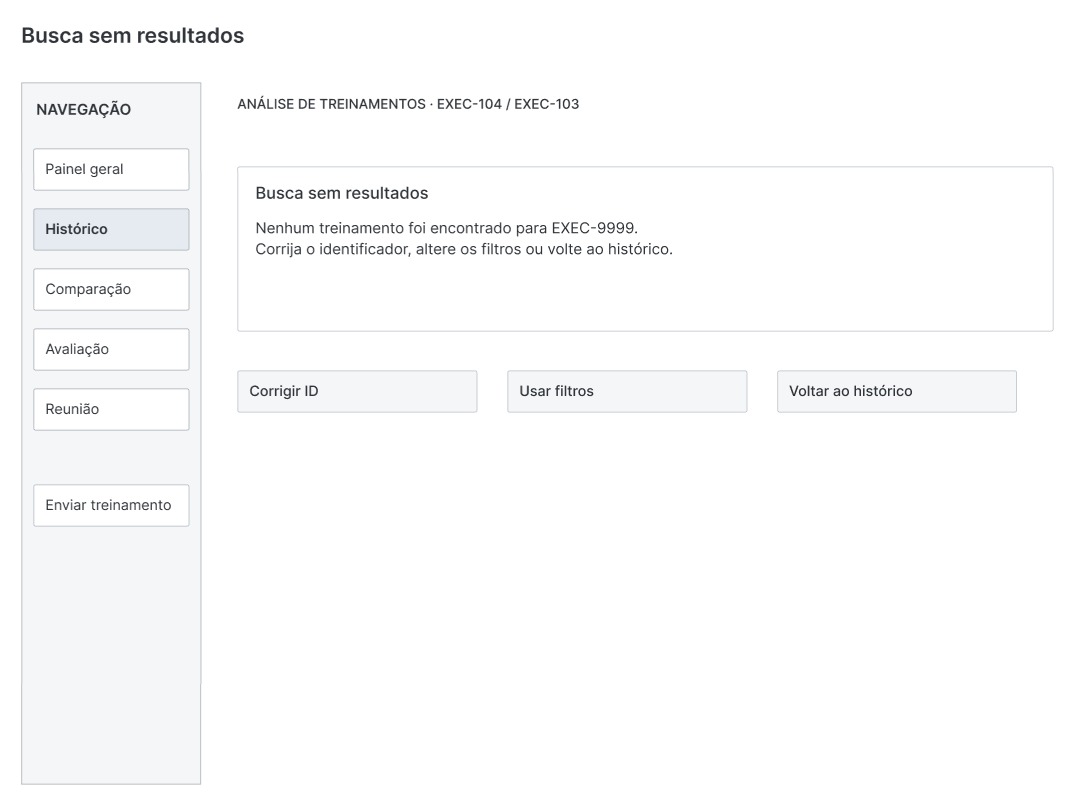 Busca sem resultados
NAVEGAÇÃO
Painel geral
Histórico
Comparação
Avaliação
Reunião
Enviar treinamento
ANÁLISE DE TREINAMENTOS · EXEC-104 / EXEC-103
Busca sem resultados
Nenhum treinamento foi encontrado para EXEC-9999.
Corrija o identificador, altere os filtros ou volte ao histórico.
Corrigir ID
Usar filtros
Voltar ao histórico